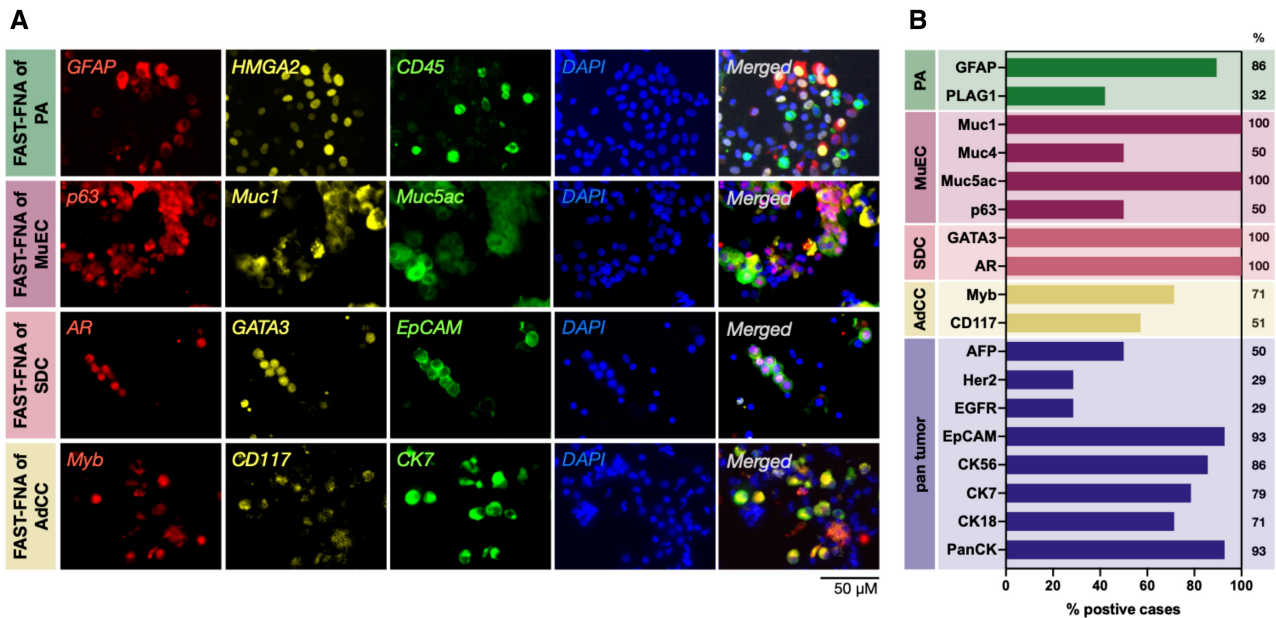 A
FAST-FNA of
PA
GFAP
HMGA2
CD45
DAPI
Merged
FAST-FNA of
MuEC
p63
Muc1
Muc5ac
DAPI
Merged
FAST-FNA of
SDC
AR
GATA3
EpCAM
DAPI
Merged
FAST-FNA of
AdCC
Myb
CD117
CK7
DAPI
Merged
50 µM
B
%
PA
GFAP 86
PLAG1 32
MuEC
Muc1 100
Muc4 50
Muc5ac 100
p63 50
SDC
GATA3 100
AR 100
AdCC
Myb 71
CD117 51
pan tumor
AFP 50
Her2 29
EGFR 29
EpCAM 93
CK56 86
CK7 79
CK18 71
PanCK 93
0 20 40 60 80 100
% postive cases